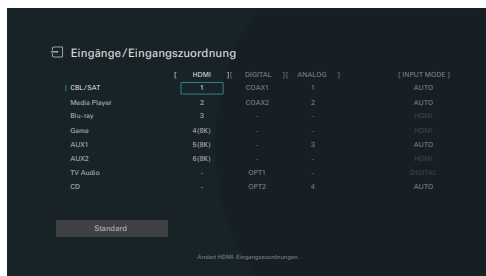 Eingänge/Eingangszuordnung
[ HDMI ][ DIGITAL ][ ANALOG ] [ INPUT MODE ]
CBL/SAT 1 COAX1 1 AUTO
Media Player 2 COAX2 2 AUTO
Blu-ray 3 - - HDMI
Game 4(8K) - - AUTO
AUX1 5(8K) - 3 AUTO
AUX2 6(8K) - - HDMI
TV Audio - OPT1 - DIGITAL
CD - OPT2 4 AUTO
Standard
Ändert HDMI-Eingangszuordnungen.